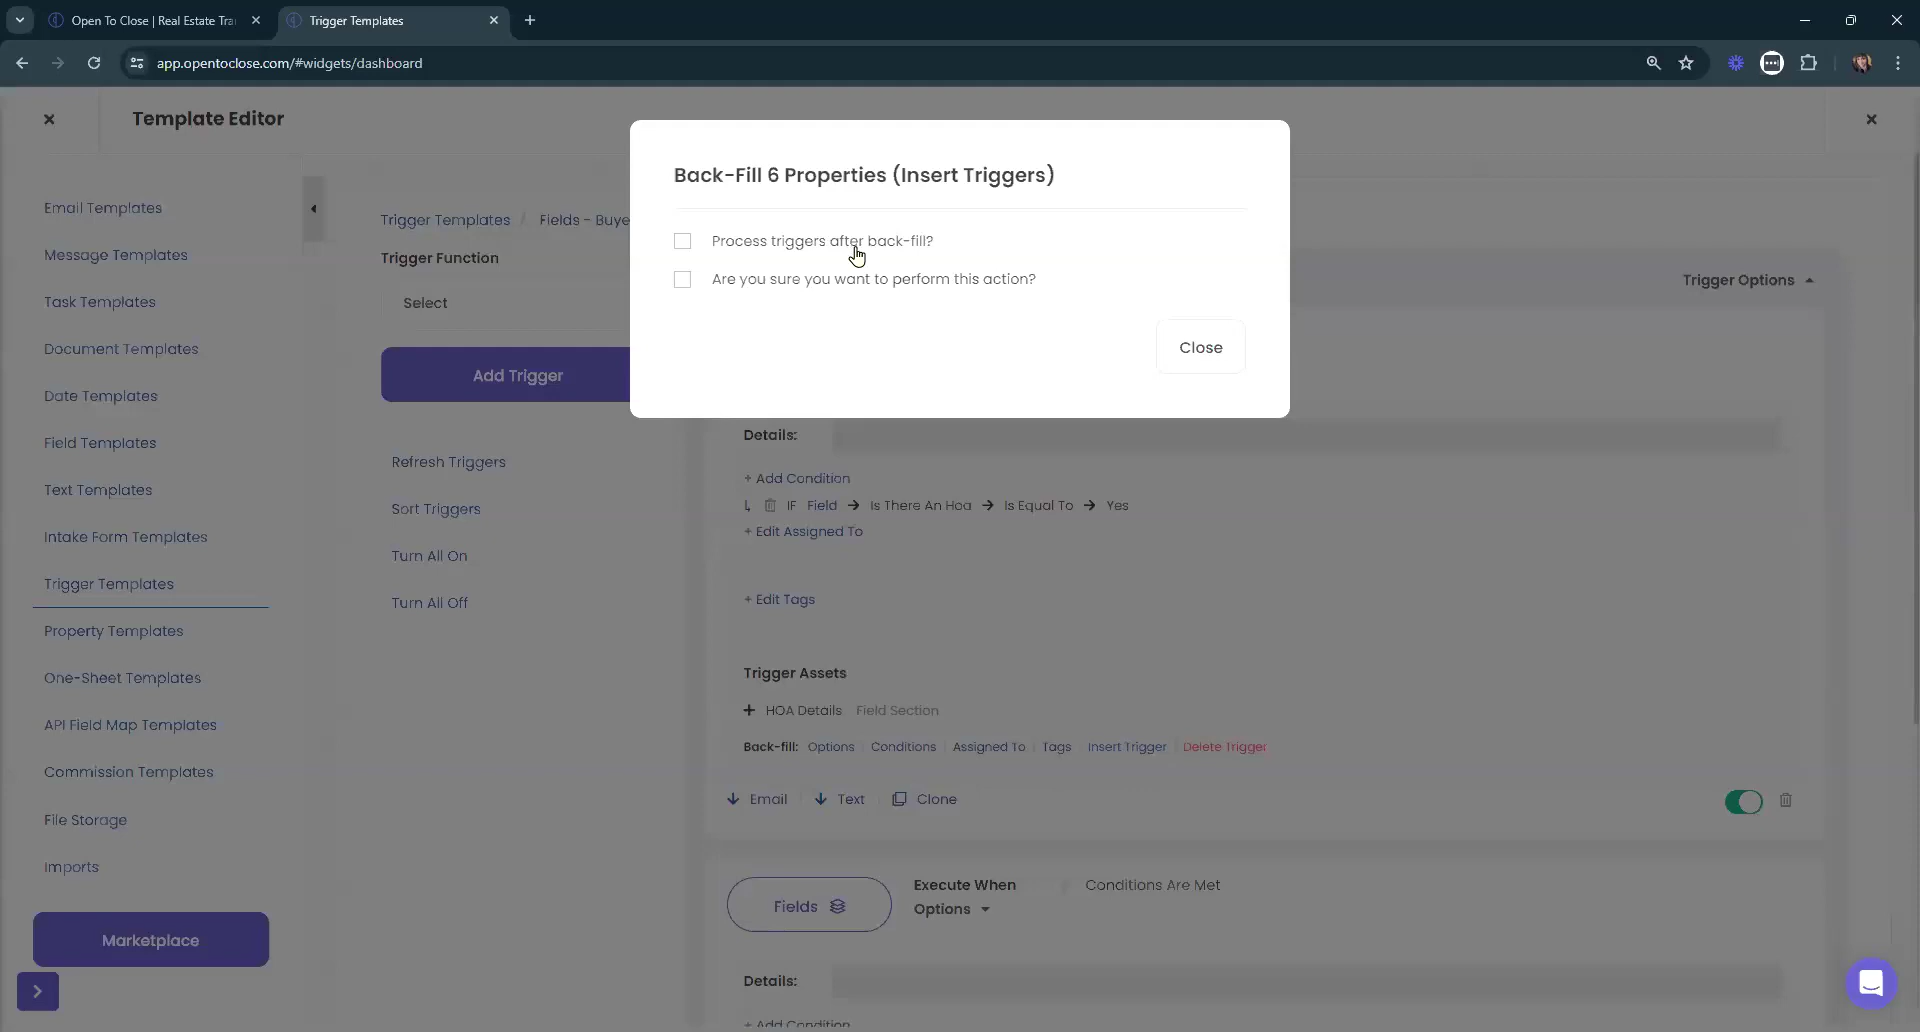 Open To Close | Real Estate Tra
Trigger Templates
app.opentoclose.com/#widgets/dashboard
Template Editor
Email Templates
Message Templates
Task Templates
Document Templates
Date Templates
Field Templates
Text Templates
Intake Form Templates
Trigger Templates
Property Templates
One-Sheet Templates
API Field Map Templates
Commission Templates
File Storage
Imports
Marketplace
Trigger Templates / Fields - Buye
Trigger Function
Select
Add Trigger
Refresh Triggers
Sort Triggers
Turn All On
Turn All Off
Back-Fill 6 Properties (Insert Triggers)
Process triggers after back-fill?
Are you sure you want to perform this action?
Close
Trigger Options
Details:
+ Add Condition
IF Field → Is There An Hoa → Is Equal To → Yes
+ Edit Assigned To
+ Edit Tags
Trigger Assets
+ HOA Details Field Section
Back-fill: Options | Conditions | Assigned To | Tags | Insert Trigger | Delete Trigger
Email | Text | Clone
Fields
Execute When
Conditions Are Met
Options
Details:
+ Add Condition